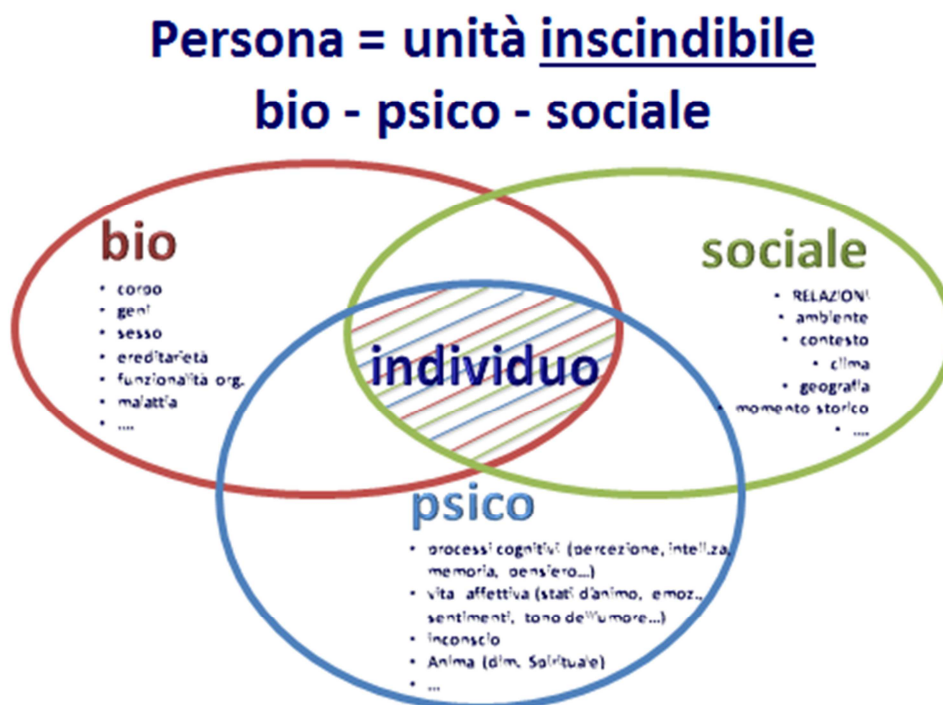 Persona = unità inscindibile
bio - psico - sociale
bio
• corpo
• geni
• sesso
• ereditarietà
• funzionalità org.
• malattia
• ....
sociale
• RELAZIONI
• ambiente
• contesto
• clima
• geografia
• momento storico
• ....
individuo
psico
• processi cognitivi (percezione, intell.za,
memoria, pensiero...)
• vita affettiva (stati d'animo, emoz.,
sentimenti, tono dell'umore...)
• inconscio
• Anima (dim. Spirituale)
• ...